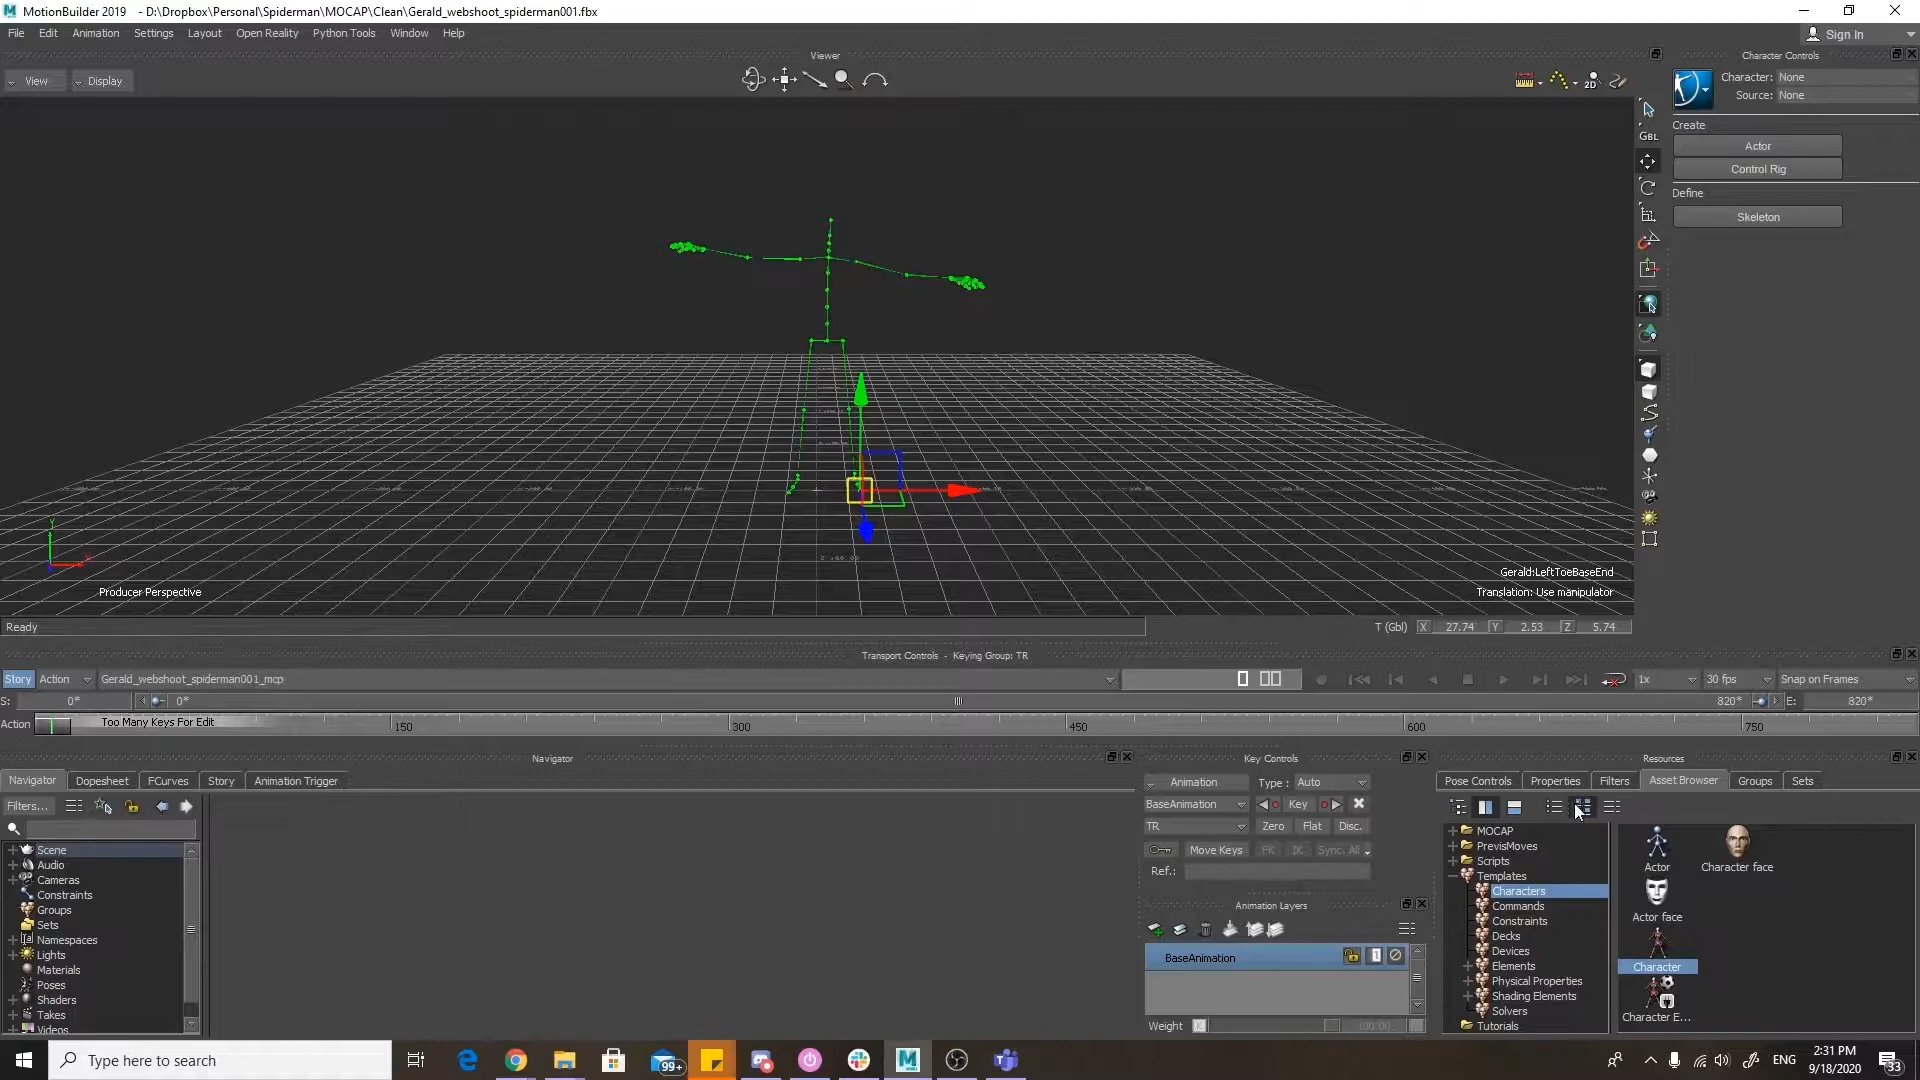 MotionBuilder 2019 - D:\Dropbox\Personal\Spiderman\MOCAP\Clean\Gerald_webshoot_spiderman001.fbx
File Edit Animation Settings Layout Open Reality Python Tools Window Help
Sign In
Viewer
Character Controls
View Display
2D
Character: None
Source: None
Create
GBL
Actor
Control Rig
Define
Skeleton
Y
X
Producer Perspective
Gerald:LeftToeBaseEnd
Translation: Use manipulator
Ready
T (Gbl) X 27.74 Y 2.53 Z 5.74
Transport Controls - Keying Group: TR
Story Action Gerald_webshoot_spiderman001_mcp
1x 30 fps Snap on Frames
S: 0* 0* 820* E: 820*
Action Too Many Keys For Edit 150 300 450 600 750
Navigator
Key Controls
Resources
Navigator Dopesheet FCurves Story Animation Trigger
Animation Type : Auto
Pose Controls Properties Filters Asset Browser Groups Sets
Filters...
BaseAnimation Key
TR Zero Flat Disc.
Move Keys FK IK Sync. All
Ref.:
Scene
Audio
Cameras
Constraints
Groups
Sets
Namespaces
Lights
Materials
Poses
Shaders
Takes
Videos
Animation Layers
BaseAnimation 1
Weight 100.00
MOCAP
PrevisMoves
Scripts
Templates
Characters
Commands
Constraints
Decks
Devices
Elements
Physical Properties
Shading Elements
Solvers
Tutorials
Actor
Character face
Actor face
Character
Character E...
Type here to search
99+
ENG
2:31 PM
9/18/2020
33